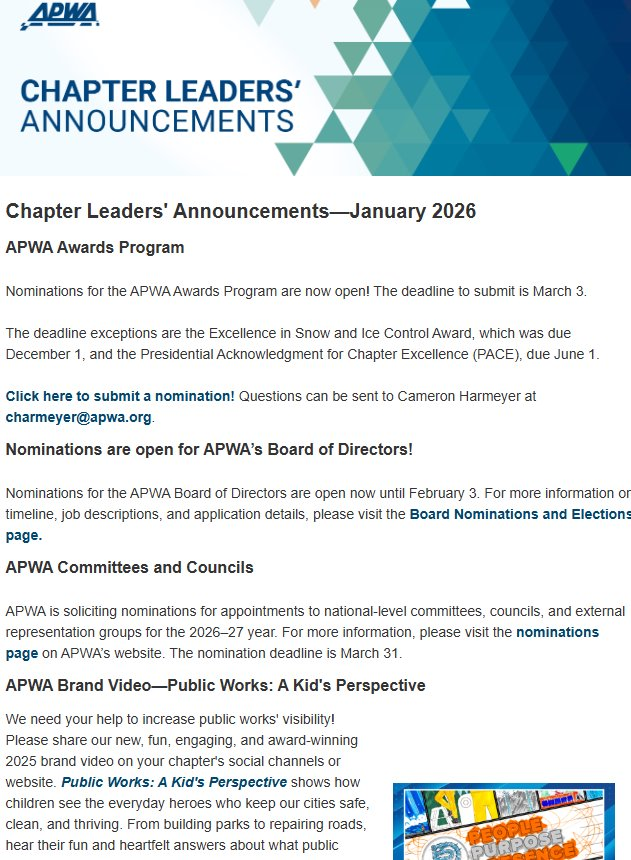 APWA
CHAPTER LEADERS'
ANNOUNCEMENTS
Chapter Leaders' Announcements—January 2026
APWA Awards Program
Nominations for the APWA Awards Program are now open! The deadline to submit is March 3.
The deadline exceptions are the Excellence in Snow and Ice Control Award, which was due
December 1, and the Presidential Acknowledgment for Chapter Excellence (PACE), due June 1.
Click here to submit a nomination! Questions can be sent to Cameron Harmeyer at
charmeyer@apwa.org.
Nominations are open for APWA’s Board of Directors!
Nominations for the APWA Board of Directors are open now until February 3. For more information or
timeline, job descriptions, and application details, please visit the Board Nominations and Elections
page.
APWA Committees and Councils
APWA is soliciting nominations for appointments to national-level committees, councils, and external
representation groups for the 2026–27 year. For more information, please visit the nominations
page on APWA’s website. The nomination deadline is March 31.
APWA Brand Video—Public Works: A Kid's Perspective
We need your help to increase public works' visibility!
Please share our new, fun, engaging, and award-winning
2025 brand video on your chapter's social channels or
website. Public Works: A Kid's Perspective shows how
children see the everyday heroes who keep our cities safe,
clean, and thriving. From building parks to repairing roads,
hear their fun and heartfelt answers about what public
PEOPLE
PURPOSE